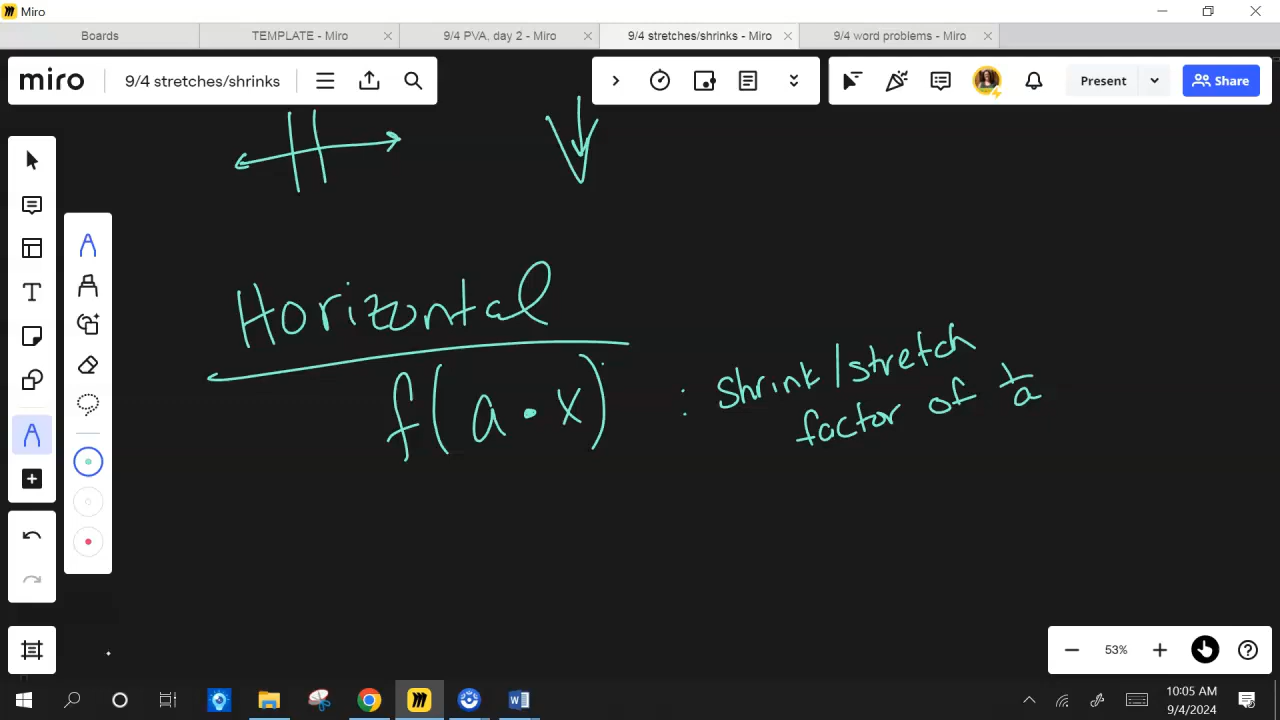 Miro
Boards
TEMPLATE - Miro
9/4 PVA, day 2 - Miro
9/4 stretches/shrinks - Miro
9/4 word problems - Miro
miro
9/4 stretches/shrinks
Present
Share
Horizontal
f(a • x) : shrink/stretch
factor of 1/a
53%
10:05 AM
9/4/2024